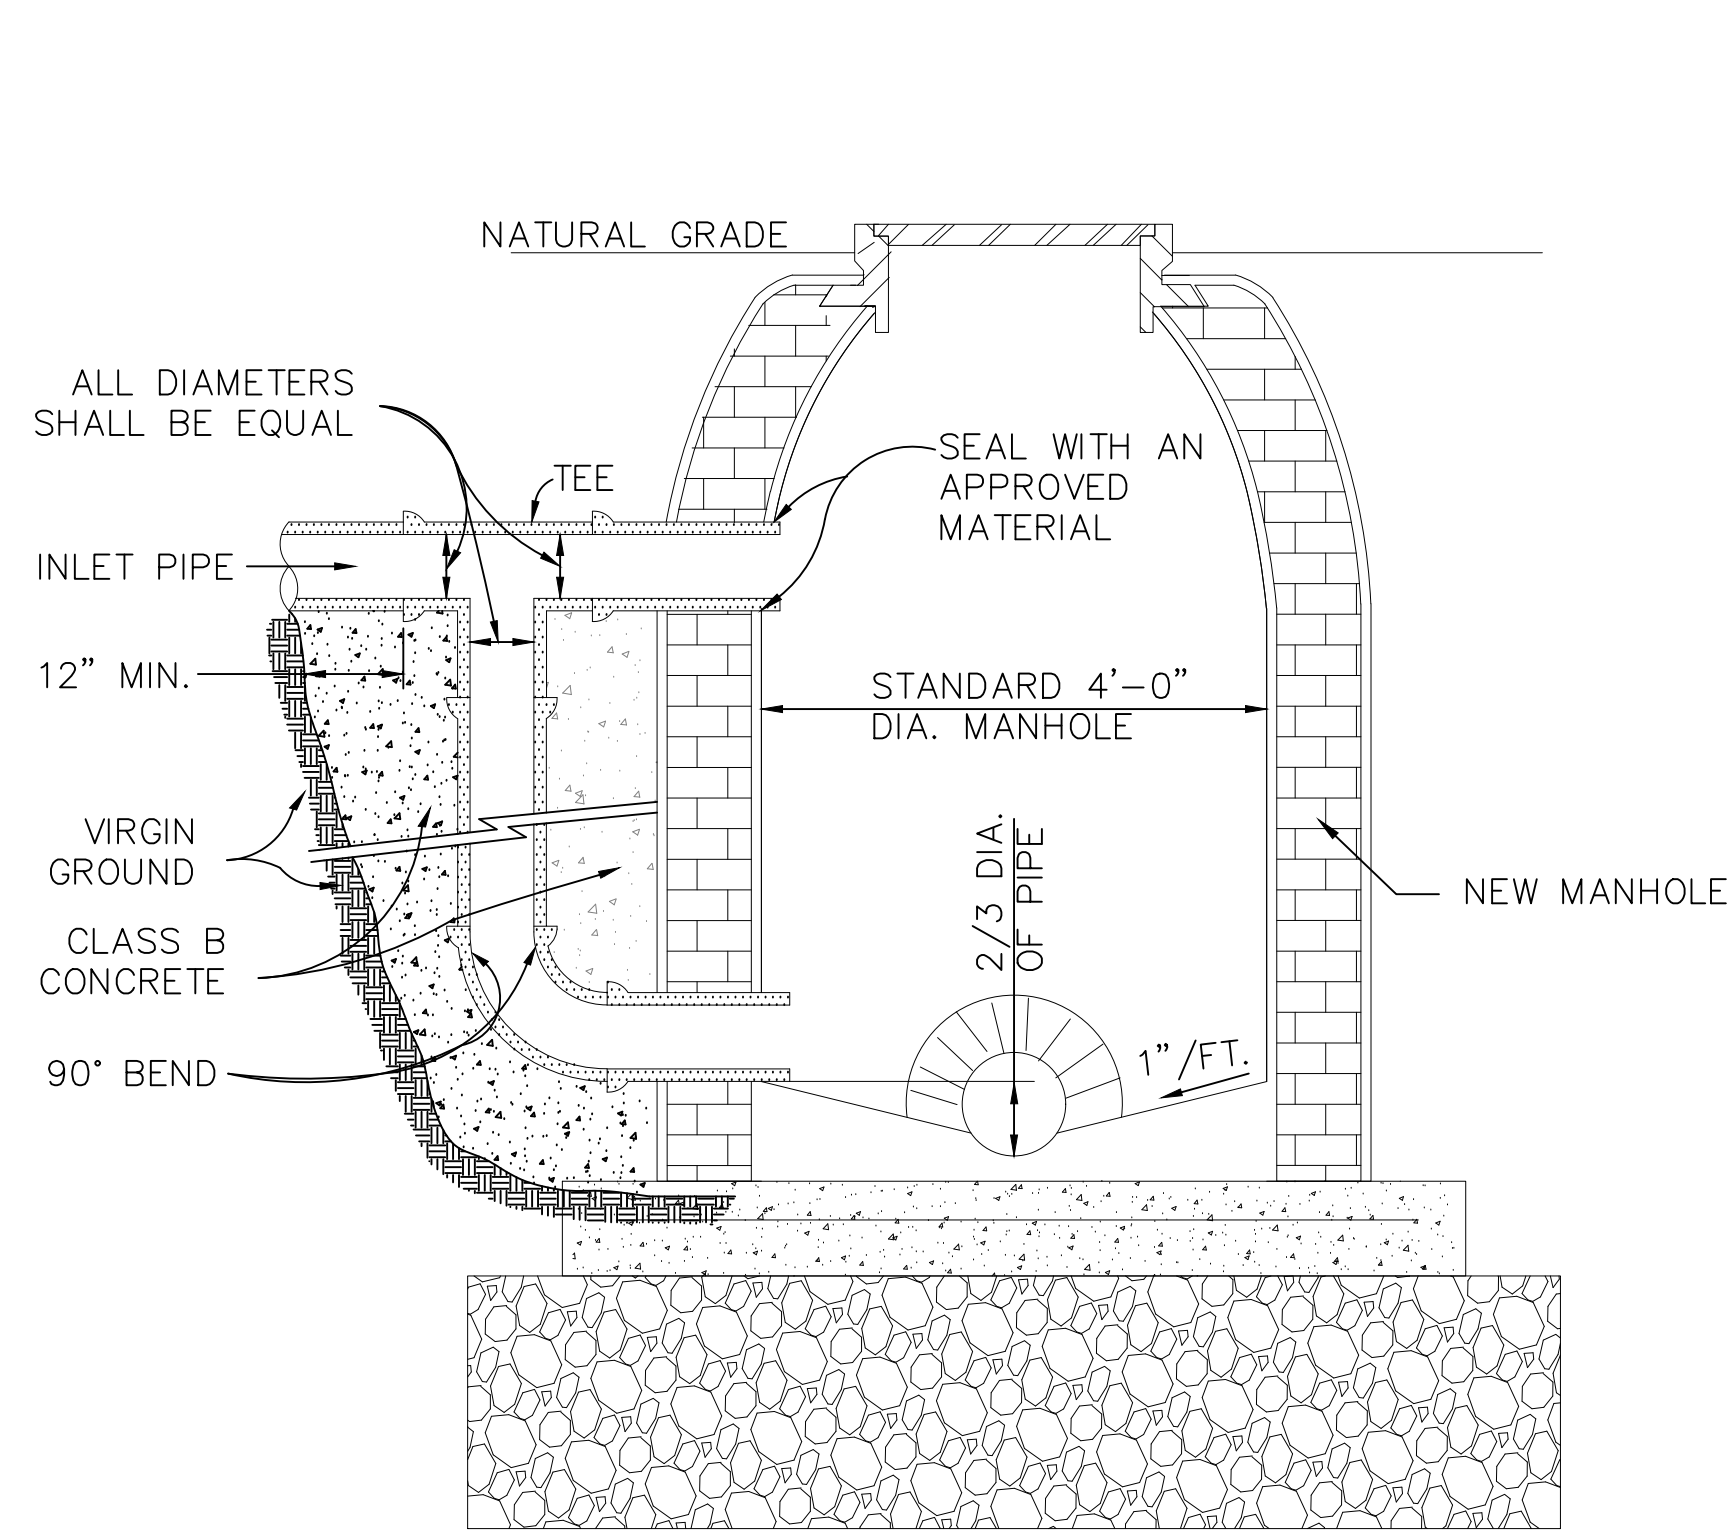 NATURAL GRADE
ALL DIAMETERS
SHALL BE EQUAL
TEE
SEAL WITH AN
APPROVED
MATERIAL
INLET PIPE
12" MIN.
STANDARD 4'-0"
DIA. MANHOLE
VIRGIN
GROUND
2/3 DIA.
OF PIPE
NEW MANHOLE
CLASS B
CONCRETE
1"/FT.
90° BEND